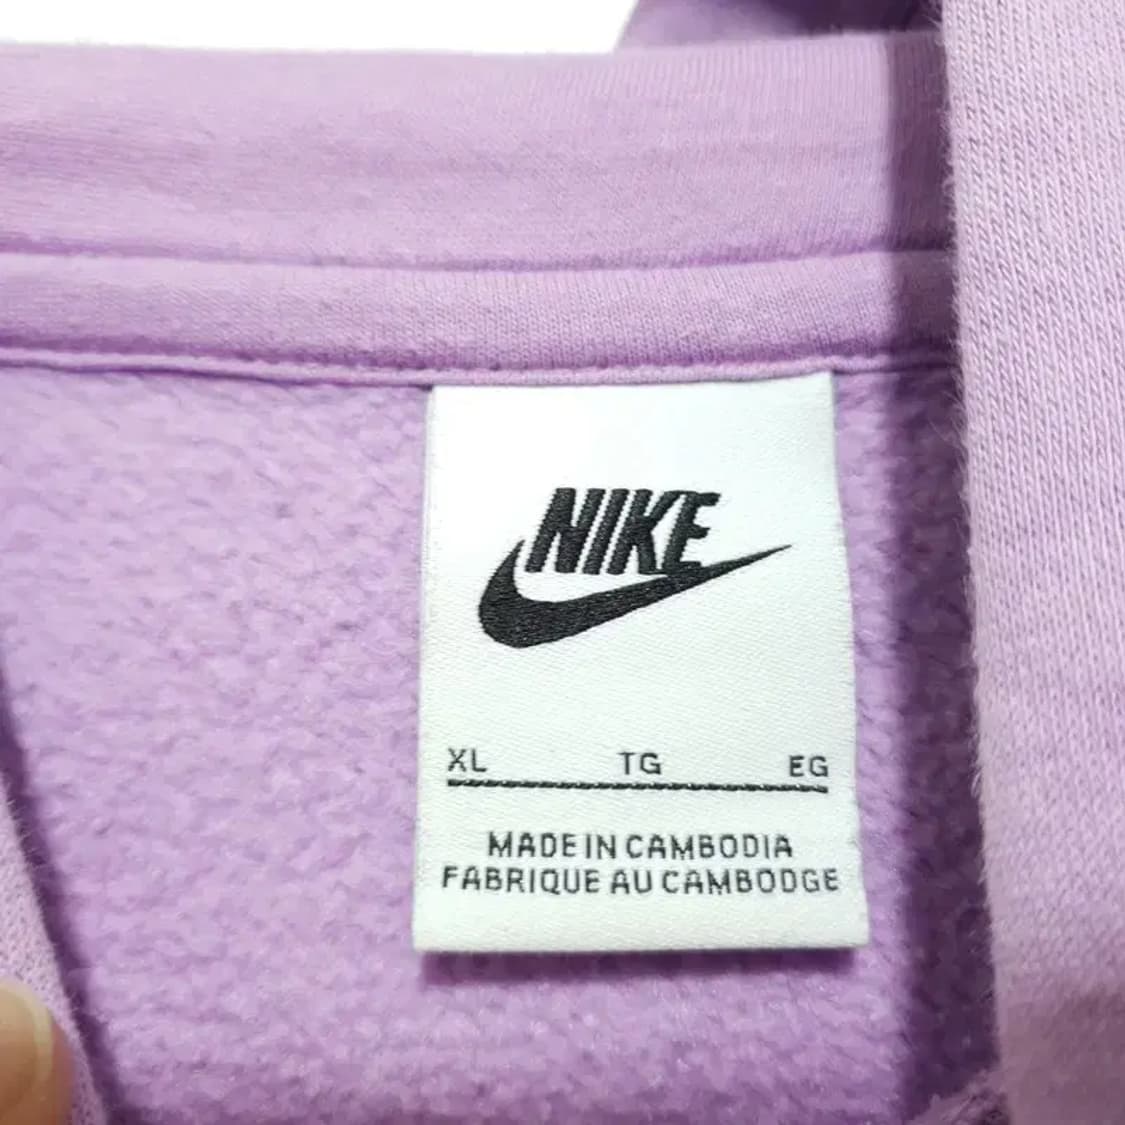 NIKE
XL TG EG
MADE IN CAMBODIA
FABRIQUE AU CAMBODGE